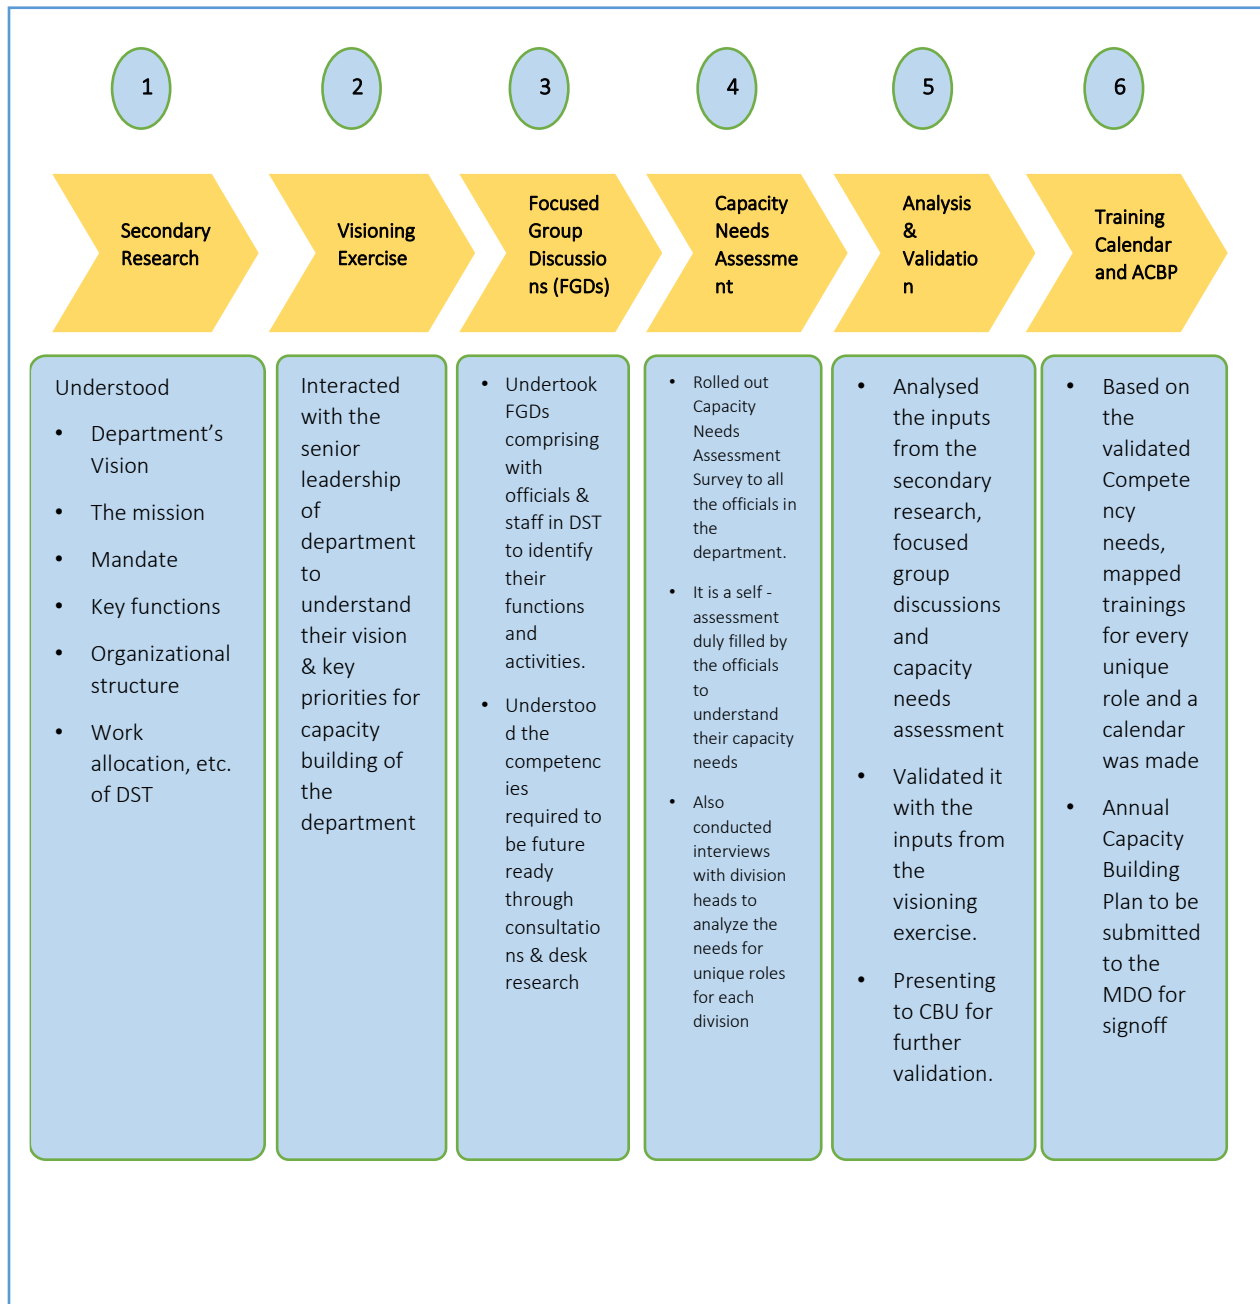 1
2
3
4
5
6
Secondary
Research
Visioning
Exercise
Focused
Group
Discussio
ns (FGDs)
Capacity
Needs
Assessme
nt
Analysis
&
Validatio
n
Training
Calendar
and ACBP
Understood
• Department’s
Vision
• The mission
• Mandate
• Key functions
• Organizational
structure
• Work
allocation, etc.
of DST
Interacted
with the
senior
leadership
of
department
to
understand
their vision
& key
priorities for
capacity
building of
the
department
• Undertook
FGDs
comprising
with
officials &
staff in DST
to identify
their
functions
and
activities.
• Understoo
d the
competenc
ies
required to
be future
ready
through
consultatio
ns & desk
research
• Rolled out
Capacity
Needs
Assessment
Survey to all
the officials in
the
department.
• It is a self -
assessment
duly filled by
the officials
to
understand
their capacity
needs
• Also
conducted
interviews
with division
heads to
analyze the
needs for
unique roles
for each
division
• Analysed
the inputs
from the
secondary
research,
focused
group
discussions
and
capacity
needs
assessment
• Validated it
with the
inputs from
the
visioning
exercise.
• Presenting
to CBU for
further
validation.
• Based on
the
validated
Compete
ncy
needs,
mapped
trainings
for every
unique
role and a
calendar
was made
• Annual
Capacity
Building
Plan to be
submitted
to the
MDO for
signoff